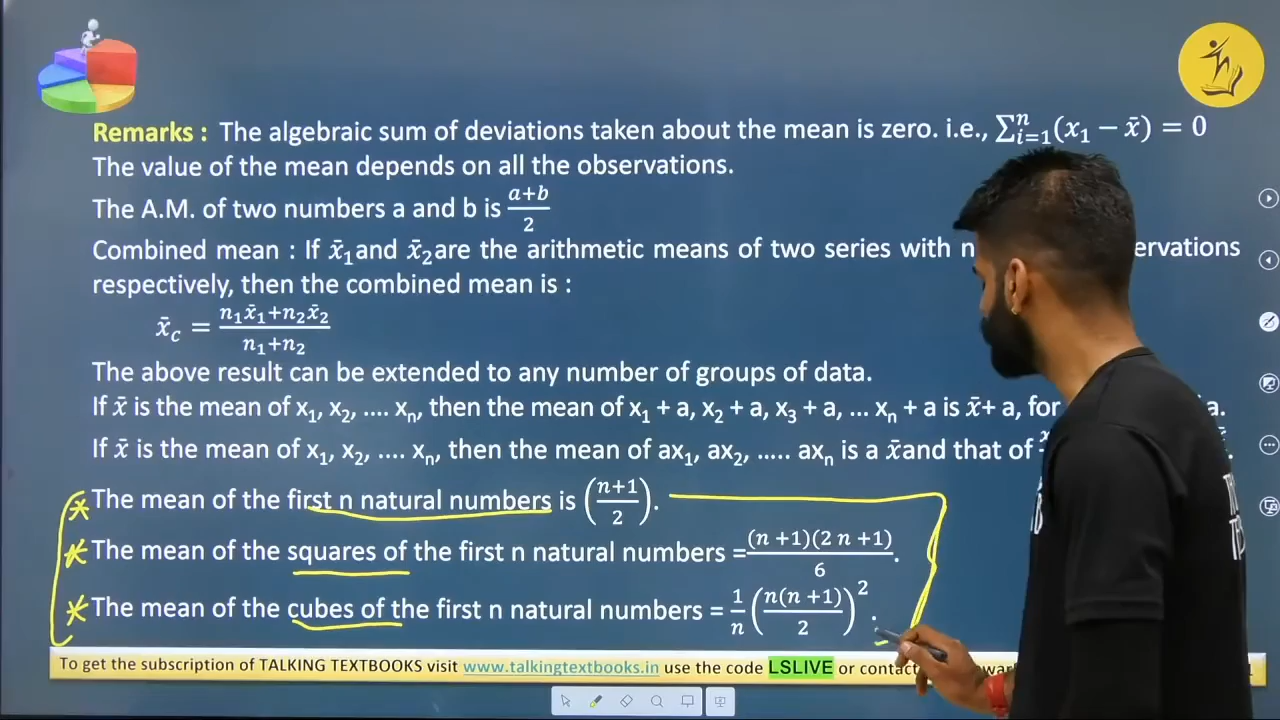 Remarks : The algebraic sum of deviations taken about the mean is zero. i.e., ∑ⁿᵢ₌₁(x₁ − x̄) = 0
The value of the mean depends on all the observations.
The A.M. of two numbers a and b is (a+b)/2
Combined mean : If x̄₁and x̄₂are the arithmetic means of two series with n ervations
respectively, then the combined mean is :
x̄c = (n₁x̄₁+n₂x̄₂)/(n₁+n₂)
The above result can be extended to any number of groups of data.
If x̄ is the mean of x₁, x₂, .... xₙ, then the mean of x₁ + a, x₂ + a, x₃ + a, ... xₙ + a is x̄+ a, for a.
If x̄ is the mean of x₁, x₂, .... xₙ, then the mean of ax₁, ax₂, ..... axₙ is a x̄and that of
* The mean of the first n natural numbers is ((n+1)/2).
* The mean of the squares of the first n natural numbers =((n +1)(2 n +1))/6.
* The mean of the cubes of the first n natural numbers = 1/n (n(n +1)/2)².
To get the subscription of TALKING TEXTBOOKS visit www.talkingtextbooks.in use the code LSLIVE or contac